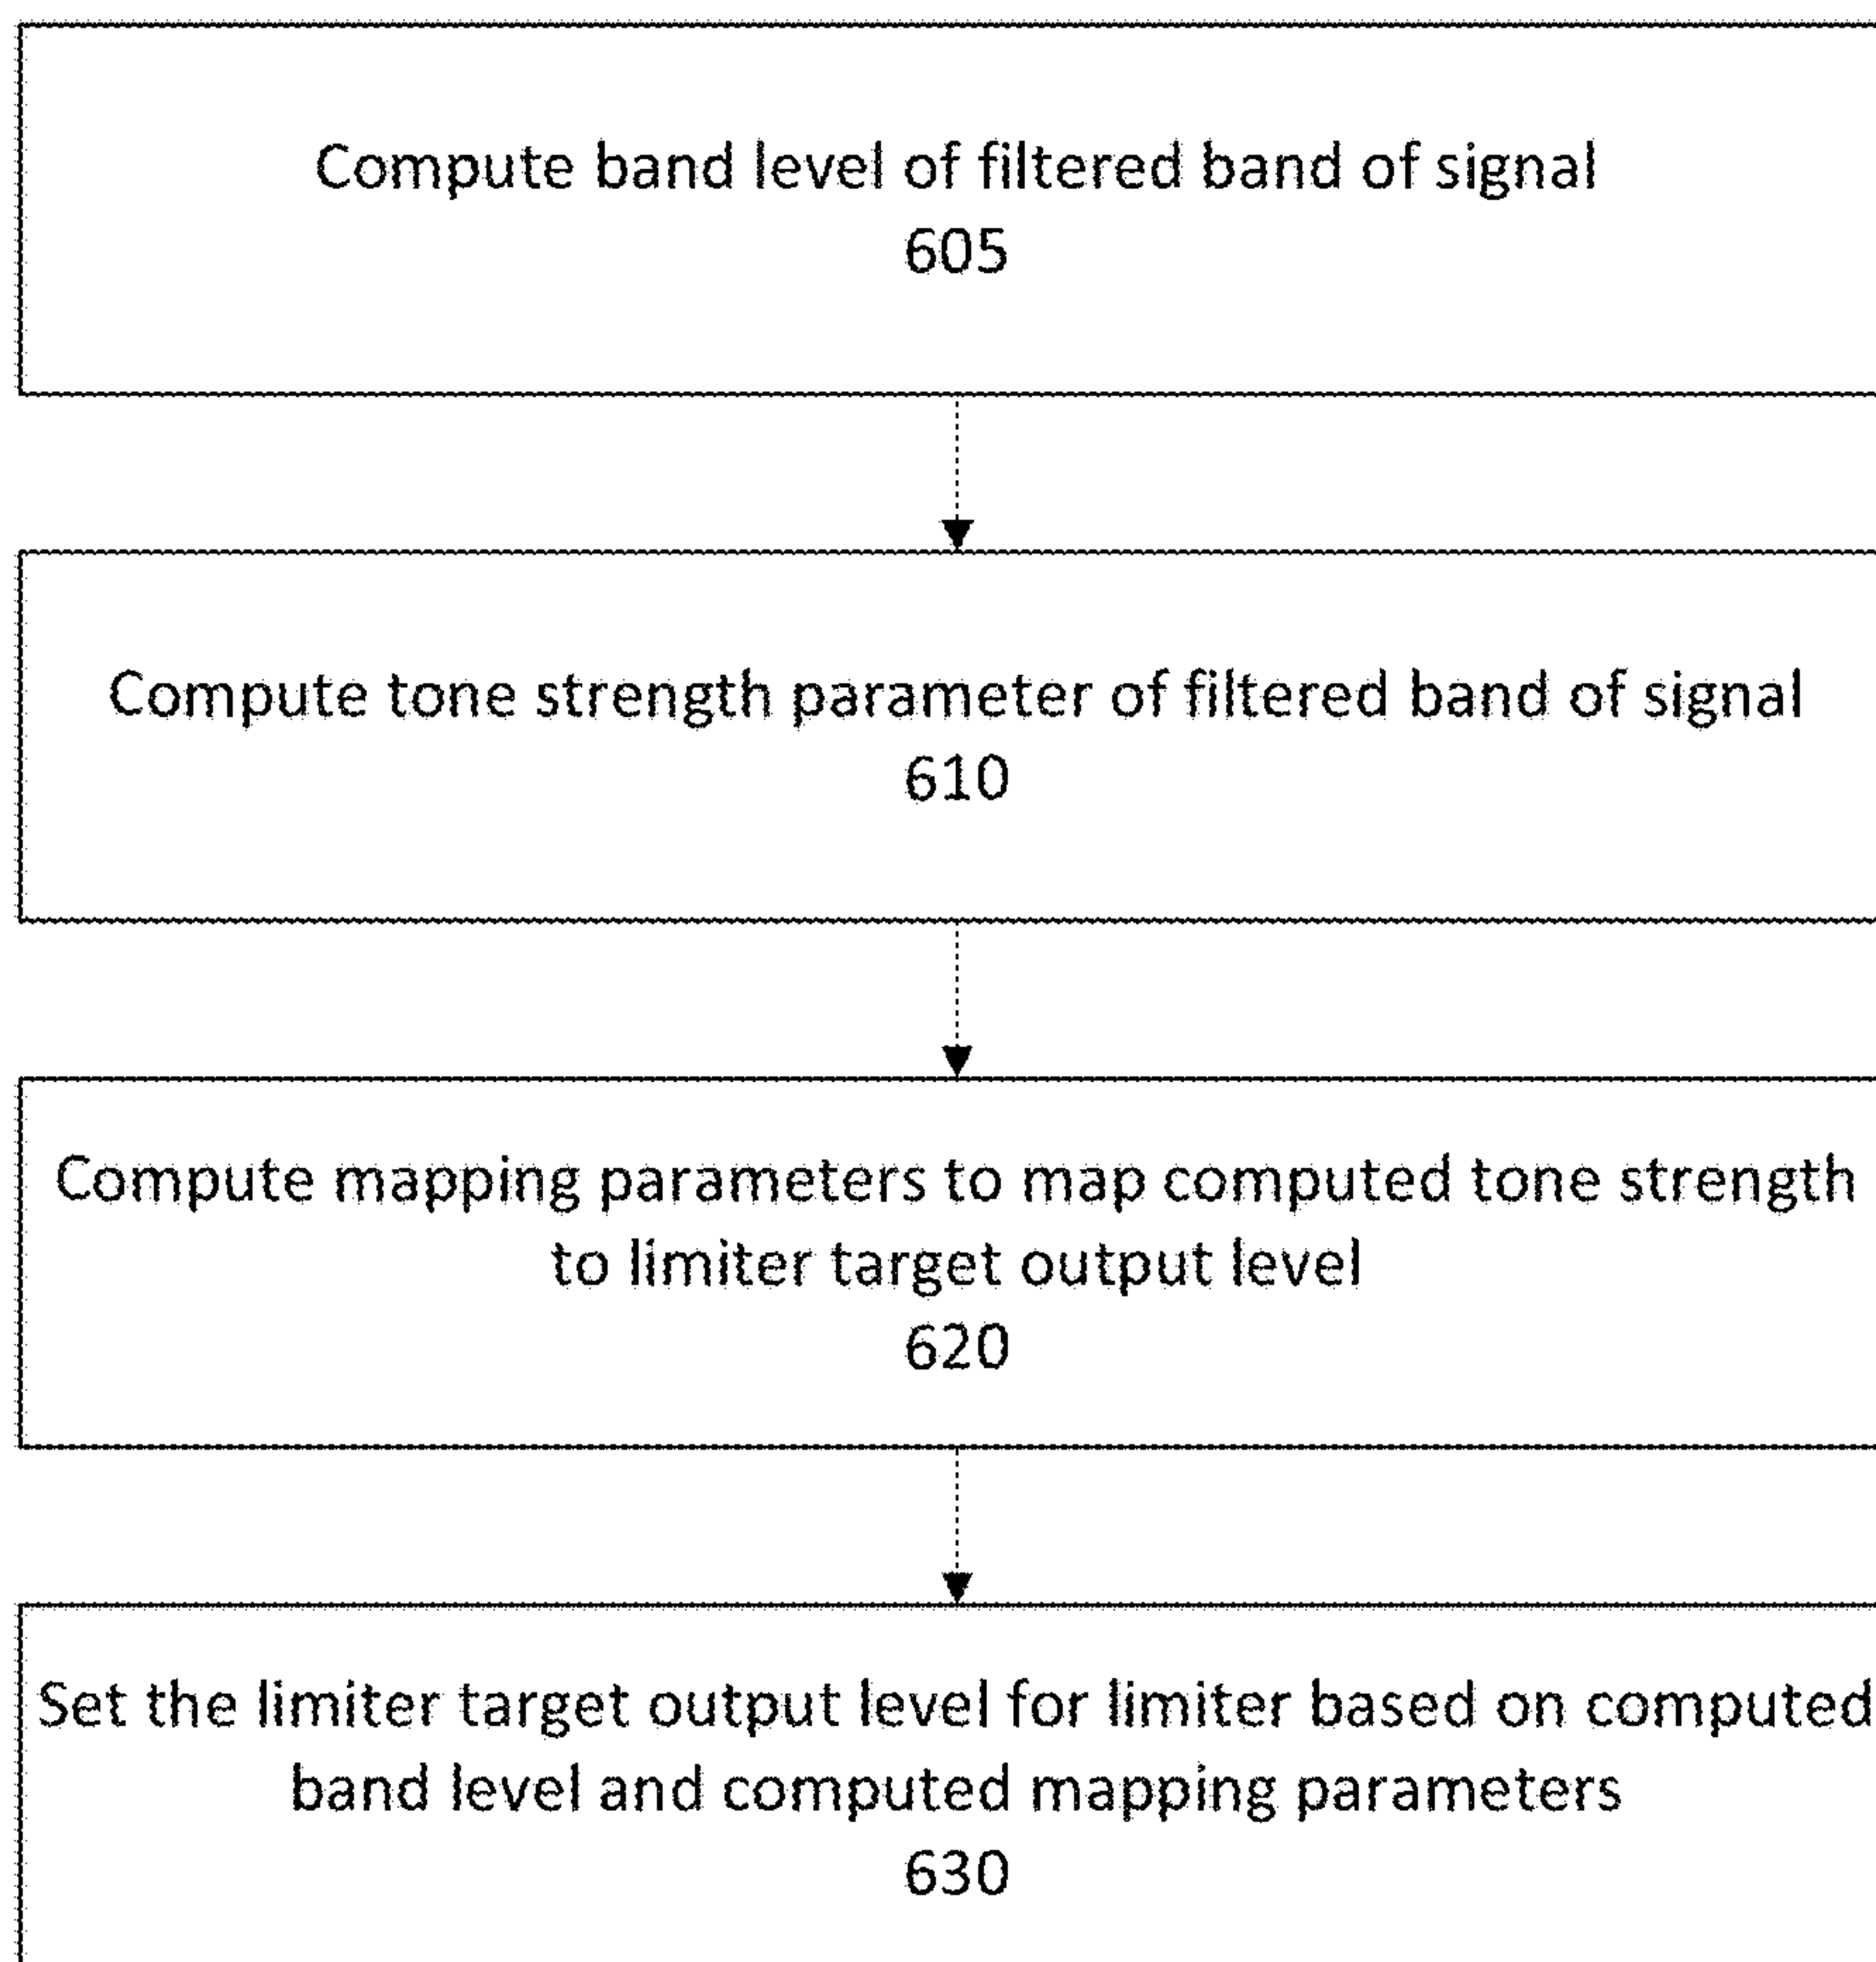 Compute band level of filtered band of signal
605
Compute tone strength parameter of filtered band of signal
610
Compute mapping parameters to map computed tone strength
to limiter target output level
620
Set the limiter target output level for limiter based on computed
band level and computed mapping parameters
630